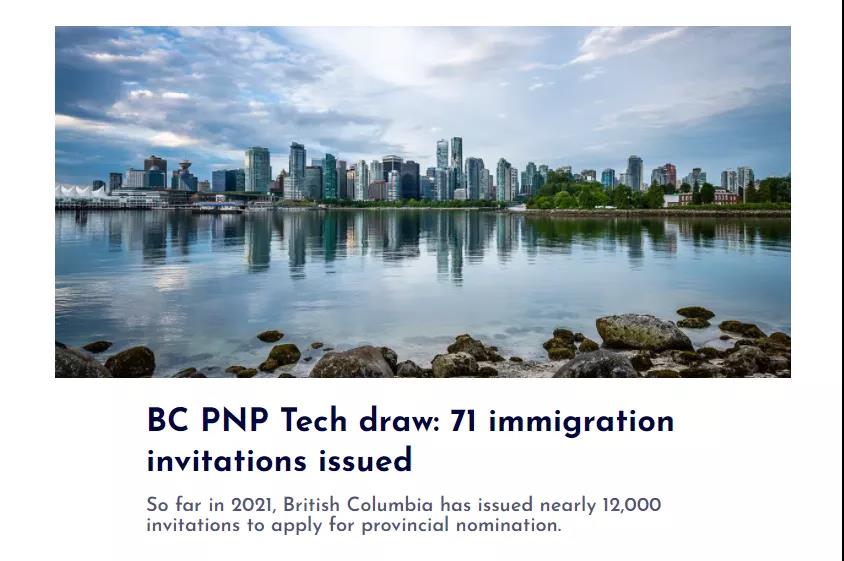 BC PNP Tech draw: 71 immigration
invitations issued
So far in 2021, British Columbia has issued nearly 12,000
invitations to apply for provincial nomination.